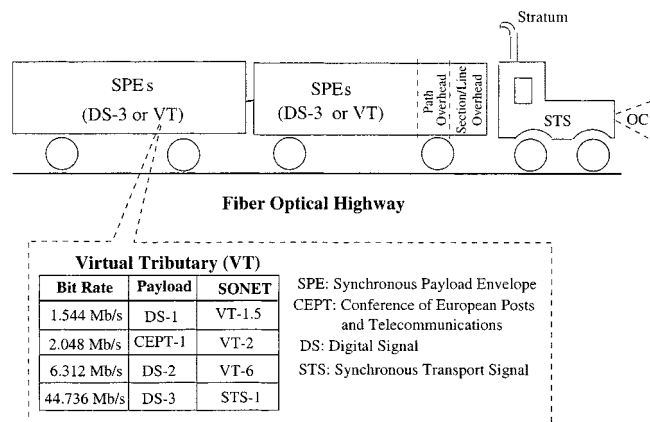 Stratum
SPEs
(DS-3 or VT)
SPEs
(DS-3 or VT)
Path
Overhead
Section/Line
Overhead
STS
OC
Fiber Optical Highway
Virtual Tributary (VT)
Bit Rate Payload SONET
1.544 Mb/s DS-1 VT-1.5
2.048 Mb/s CEPT-1 VT-2
6.312 Mb/s DS-2 VT-6
44.736 Mb/s DS-3 STS-1
SPE: Synchronous Payload Envelope
CEPT: Conference of European Posts
and Telecommunications
DS: Digital Signal
STS: Synchronous Transport Signal